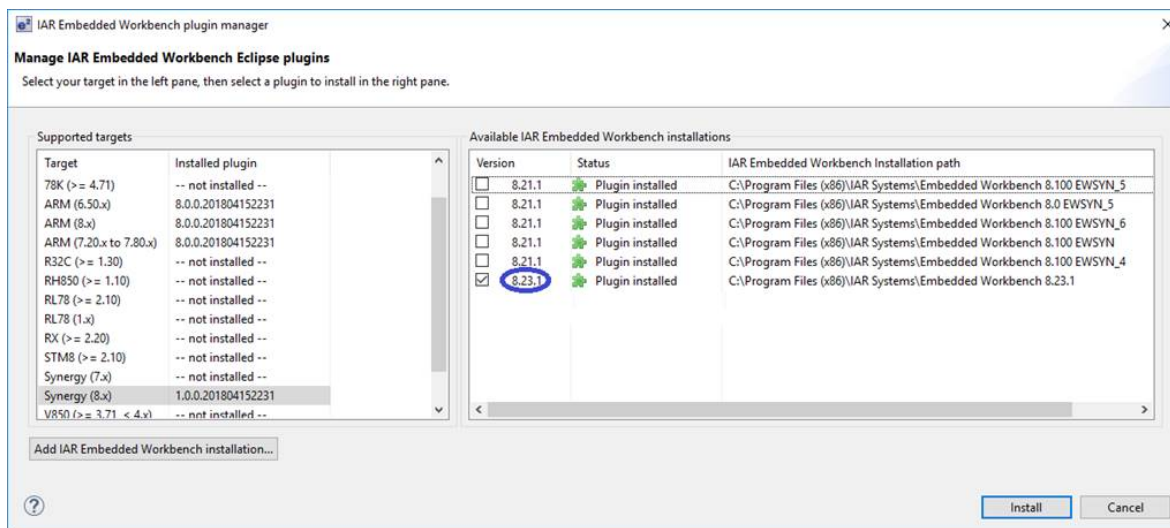 IAR Embedded Workbench plugin manager
Manage IAR Embedded Workbench Eclipse plugins
Select your target in the left pane, then select a plugin to install in the right pane.
Supported targets
Target Installed plugin
78K (>= 4.71) -- not installed --
ARM (6.50.x) 8.0.0.201804152231
ARM (8.x) 8.0.0.201804152231
ARM (7.20.x to 7.80.x) 8.0.0.201804152231
R32C (>= 1.30) -- not installed --
RH850 (>= 1.10) -- not installed --
RL78 (>= 2.10) -- not installed --
RL78 (1.x) -- not installed --
RX (>= 2.20) -- not installed --
STM8 (>= 2.10) -- not installed --
Synergy (7.x) -- not installed --
Synergy (8.x) 1.0.0.201804152231
V850 (>= 3.71 < 4.x) -- not installed --
Add IAR Embedded Workbench installation...
Available IAR Embedded Workbench installations
Version Status IAR Embedded Workbench Installation path
8.21.1 Plugin installed C:\Program Files (x86)\IAR Systems\Embedded Workbench 8.100 EWSYN_5
8.21.1 Plugin installed C:\Program Files (x86)\IAR Systems\Embedded Workbench 8.0 EWSYN_5
8.21.1 Plugin installed C:\Program Files (x86)\IAR Systems\Embedded Workbench 8.100 EWSYN_6
8.21.1 Plugin installed C:\Program Files (x86)\IAR Systems\Embedded Workbench 8.100 EWSYN
8.21.1 Plugin installed C:\Program Files (x86)\IAR Systems\Embedded Workbench 8.100 EWSYN_4
8.23.1 Plugin installed C:\Program Files (x86)\IAR Systems\Embedded Workbench 8.23.1
Install Cancel